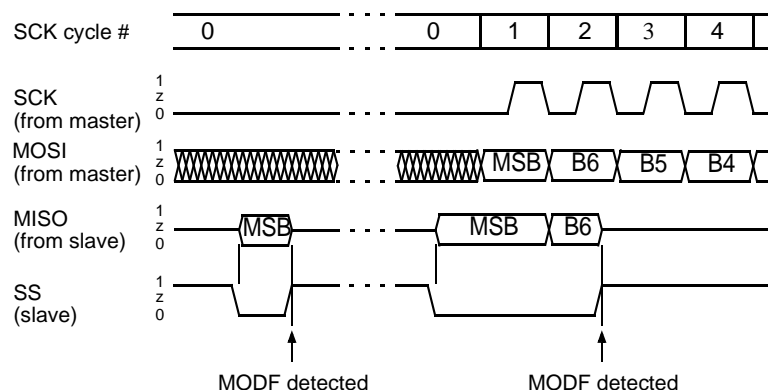 SCK cycle # 0 0 1 2 3 4
SCK
(from master)
1
z
0
MOSI
(from master)
1
z
0
MSB B6 B5 B4
MISO
(from slave)
1
z
0
MSB MSB B6
SS
(slave)
1
z
0
MODF detected MODF detected